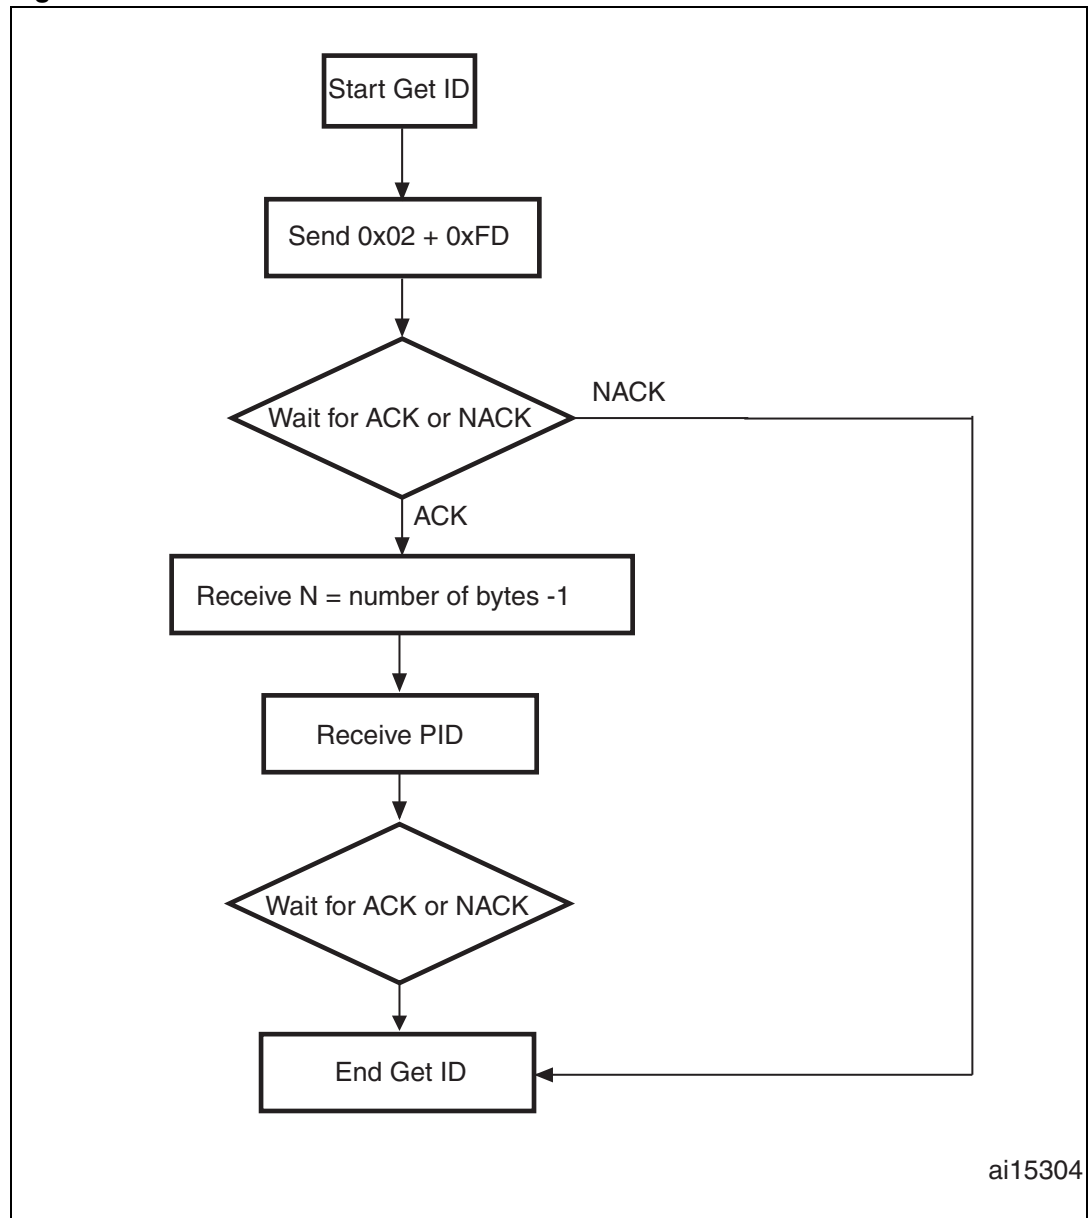 Start Get ID
Send 0x02 + 0xFD
Wait for ACK or NACK
NACK
ACK
Receive N = number of bytes -1
Receive PID
Wait for ACK or NACK
End Get ID
ai15304